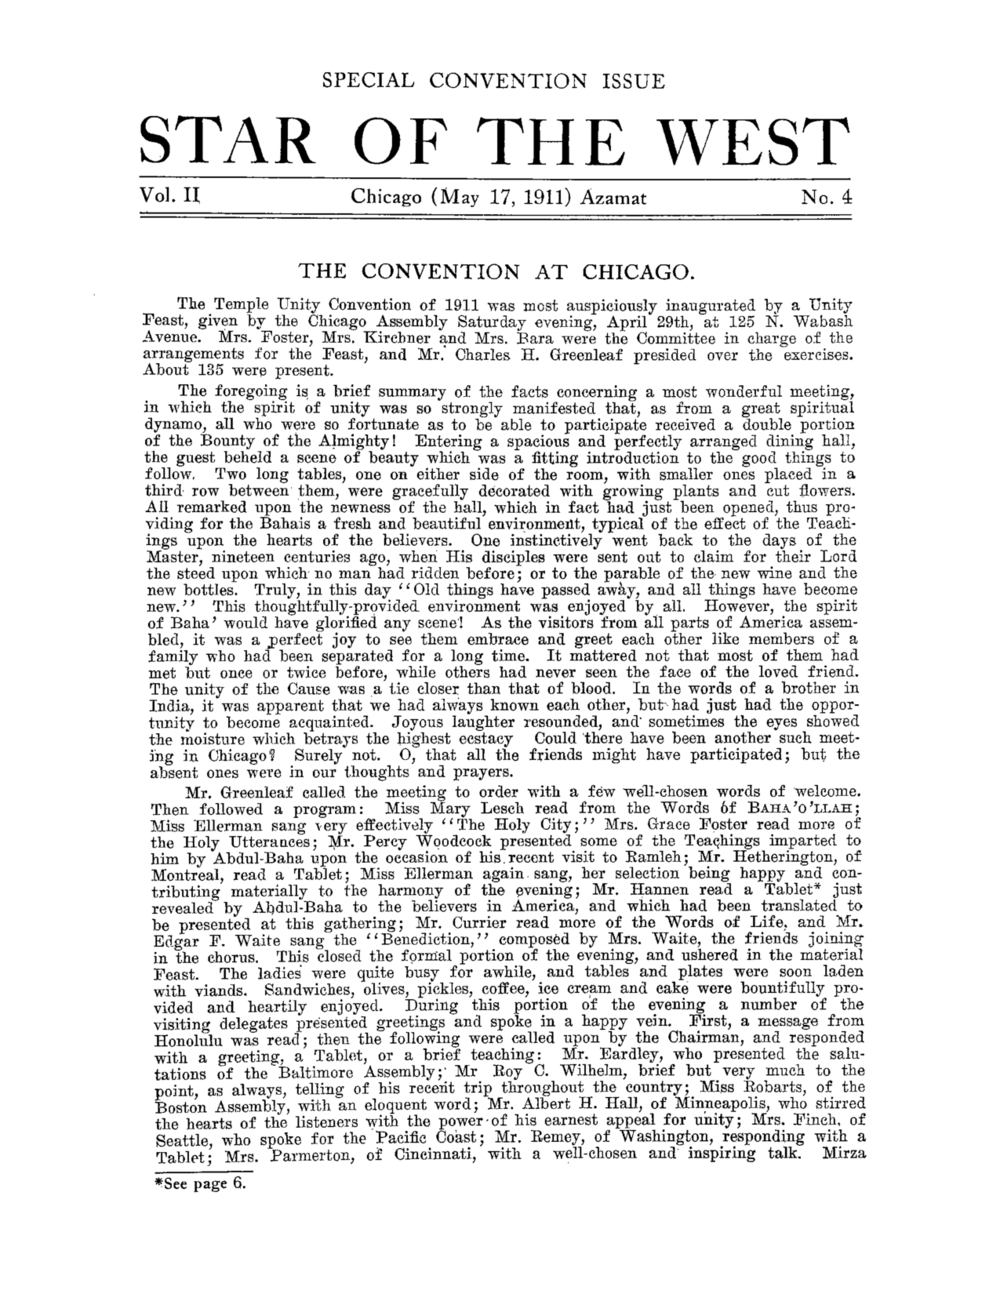 SPECIAL CONVENTION ISSUE
STAR OF THE WEST
Vol. II Chicago (May 17, 1911) Azamat No. 4
THE CONVENTION AT CHICAGO.
The Temple Unity Convention of 1911 was most auspiciously inaugurated by a Unity
Feast, given by the Chicago Assembly Saturday evening, April 29th, at 125 N. Wabash
Avenue. Mrs. Foster, Mrs. Kirchner and Mrs. Bara were the Committee in charge of the
arrangements for the Feast, and Mr. Charles H. Greenleaf presided over the exercises.
About 135 were present.
The foregoing is a brief summary of the facts concerning a most wonderful meeting,
in which the spirit of unity was so strongly manifested that, as from a great spiritual
dynamo, all who were so fortunate as to be able to participate received a double portion
of the Bounty of the Almighty! Entering a spacious and perfectly arranged dining hall,
the guest beheld a scene of beauty which was a fitting introduction to the good things to
follow. Two long tables, one on either side of the room, with smaller ones placed in a
third row between them, were gracefully decorated with growing plants and cut flowers.
All remarked upon the newness of the hall, which in fact had just been opened, thus pro-
viding for the Bahais a fresh and beautiful environment, typical of the effect of the Teach-
ings upon the hearts of the believers. One instinctively went back to the days of the
Master, nineteen centuries ago, when His disciples were sent out to claim for their Lord
the steed upon which no man had ridden before; or to the parable of the new wine and the
new bottles. Truly, in this day "Old things have passed away, and all things have become
new." This thoughtfully-provided environment was enjoyed by all. However, the spirit
of Baha' would have glorified any scene! As the visitors from all parts of America assem-
bled, it was a perfect joy to see them embrace and greet each other like members of a
family who had been separated for a long time. It mattered not that most of them had
met but once or twice before, while others had never seen the face of the loved friend.
The unity of the Cause was a tie closer than that of blood. In the words of a brother in
India, it was apparent that we had always known each other, but had just had the oppor-
tunity to become acquainted. Joyous laughter resounded, and sometimes the eyes showed
the moisture which betrays the highest ecstacy Could there have been another such meet-
ing in Chicago? Surely not. O, that all the friends might have participated; but the
absent ones were in our thoughts and prayers.
Mr. Greenleaf called the meeting to order with a few well-chosen words of welcome.
Then followed a program: Miss Mary Lesch read from the Words of BAHA'O'LLAH;
Miss Ellerman sang very effectively "The Holy City;" Mrs. Grace Foster read more of
the Holy Utterances; Mr. Percy Woodcock presented some of the Teachings imparted to
him by Abdul-Baha upon the occasion of his recent visit to Ramleh; Mr. Hetherington, of
Montreal, read a Tablet; Miss Ellerman again sang, her selection being happy and con-
tributing materially to the harmony of the evening; Mr. Hannen read a Tablet* just
revealed by Abdul-Baha to the believers in America, and which had been translated to
be presented at this gathering; Mr. Currier read more of the Words of Life, and Mr.
Edgar F. Waite sang the "Benediction," composed by Mrs. Waite, the friends joining
in the chorus. This closed the formal portion of the evening, and ushered in the material
Feast. The ladies were quite busy for awhile, and tables and plates were soon laden
with viands. Sandwiches, olives, pickles, coffee, ice cream and cake were bountifully pro-
vided and heartily enjoyed. During this portion of the evening a number of the
visiting delegates presented greetings and spoke in a happy vein. First, a message from
Honolulu was read; then the following were called upon by the Chairman, and responded
with a greeting, a Tablet, or a brief teaching: Mr. Eardley, who presented the salu-
tations of the Baltimore Assembly; Mr Roy C. Wilhelm, brief but very much to the
point, as always, telling of his recent trip throughout the country; Miss Robarts, of the
Boston Assembly, with an eloquent word; Mr. Albert H. Hall, of Minneapolis, who stirred
the hearts of the listeners with the power of his earnest appeal for unity; Mrs. Finch, of
Seattle, who spoke for the Pacific Coast; Mr. Remey, of Washington, responding with a
Tablet; Mrs. Parmerton, of Cincinnati, with a well-chosen and inspiring talk. Mirza
*See page 6.